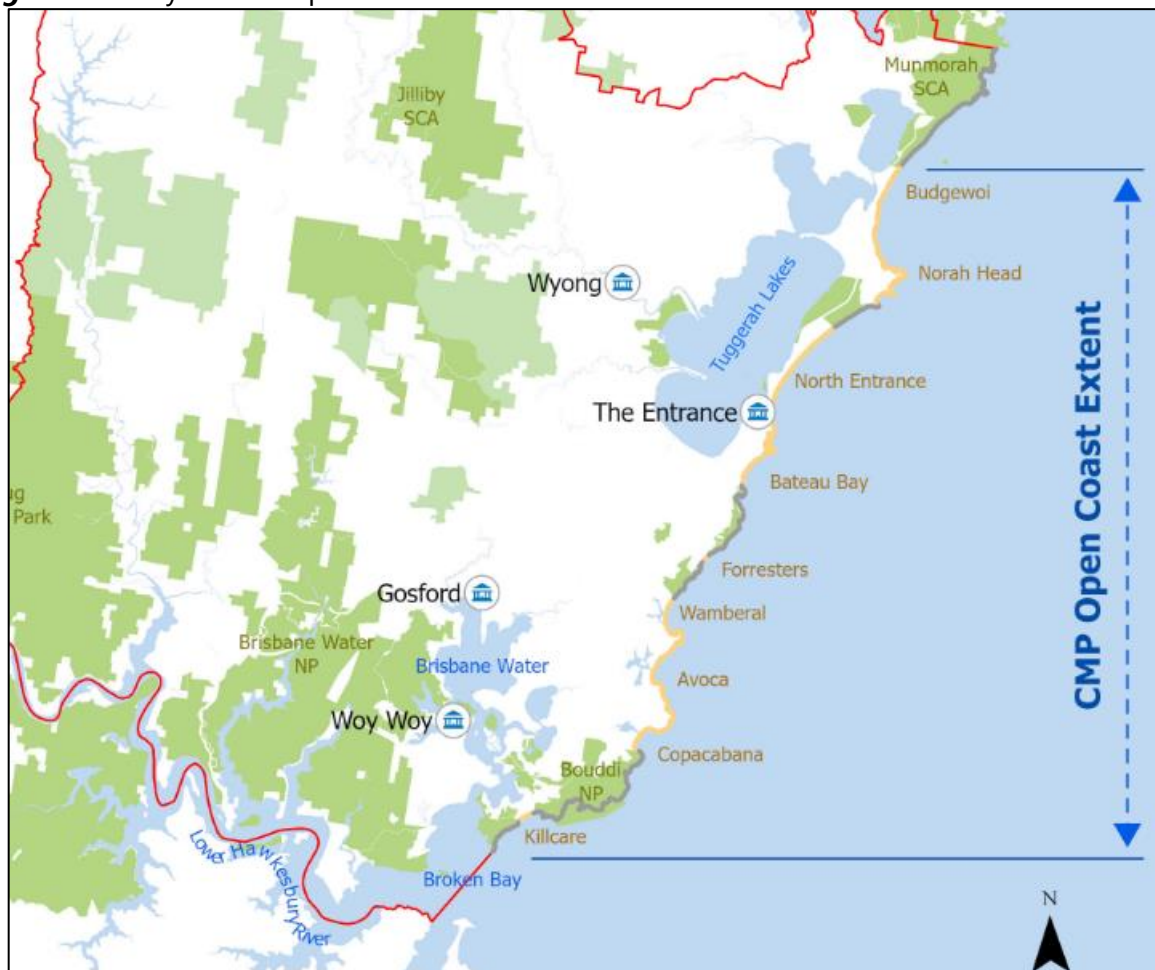 Munmorah
SCA
Jilliby
SCA
Budgewoi
Norah Head
Wyong
Tuggerah Lakes
North Entrance
The Entrance
Bateau Bay
CMP Open Coast Extent
Forresters
Gosford
Wamberal
Brisbane Water
NP
Brisbane Water
Avoca
Woy Woy
Copacabana
Bouddi
NP
Killcare
Lower Hawkesbury River
Broken Bay
Park
N